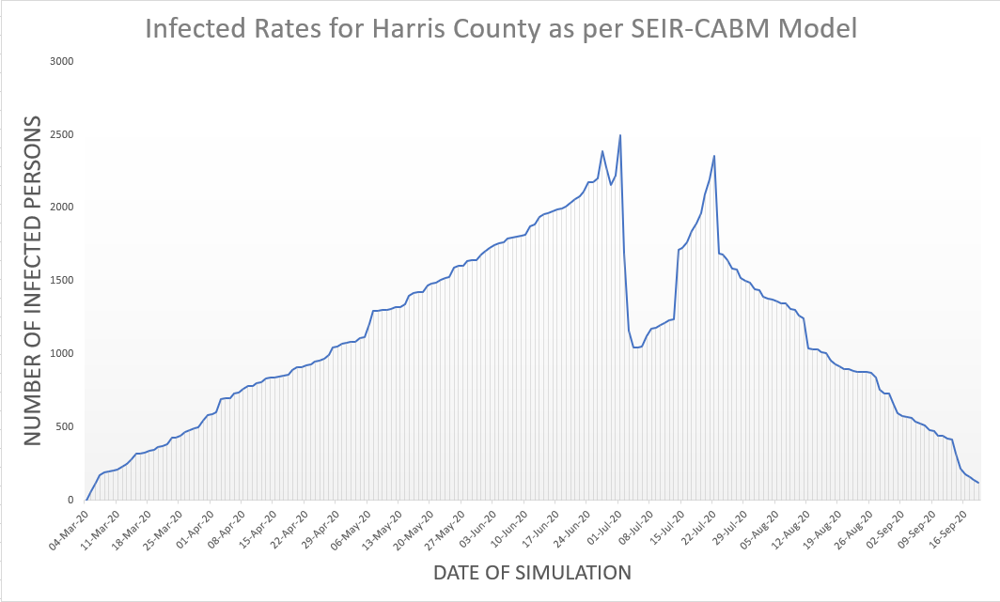 Infected Rates for Harris County as per SEIR-CABM Model
NUMBER OF INFECTED PERSONS
3000
2500
2000
1500
1000
500
0
04-Mar-20
11-Mar-20
18-Mar-20
25-Mar-20
01-Apr-20
08-Apr-20
15-Apr-20
22-Apr-20
29-Apr-20
06-May-20
13-May-20
20-May-20
27-May-20
03-Jun-20
10-Jun-20
17-Jun-20
24-Jun-20
01-Jul-20
08-Jul-20
15-Jul-20
22-Jul-20
29-Jul-20
05-Aug-20
12-Aug-20
19-Aug-20
26-Aug-20
02-Sep-20
09-Sep-20
16-Sep-20
DATE OF SIMULATION